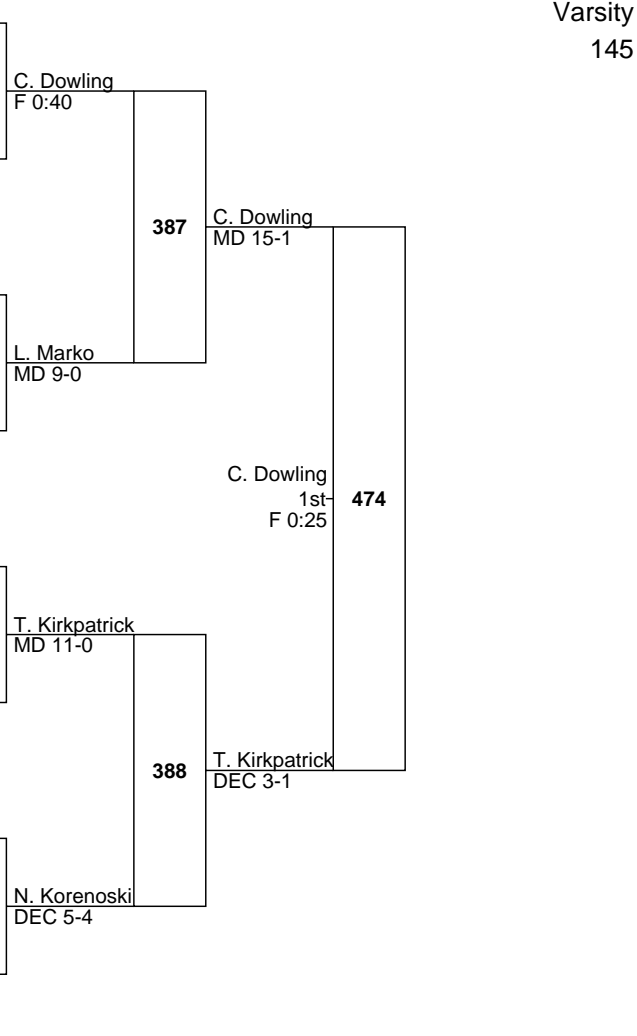 Varsity
145
C. Dowling
F 0:40
387
C. Dowling
MD 15-1
L. Marko
MD 9-0
C. Dowling
1st
F 0:25
474
T. Kirkpatrick
MD 11-0
388
T. Kirkpatrick
DEC 3-1
N. Korenoski
DEC 5-4